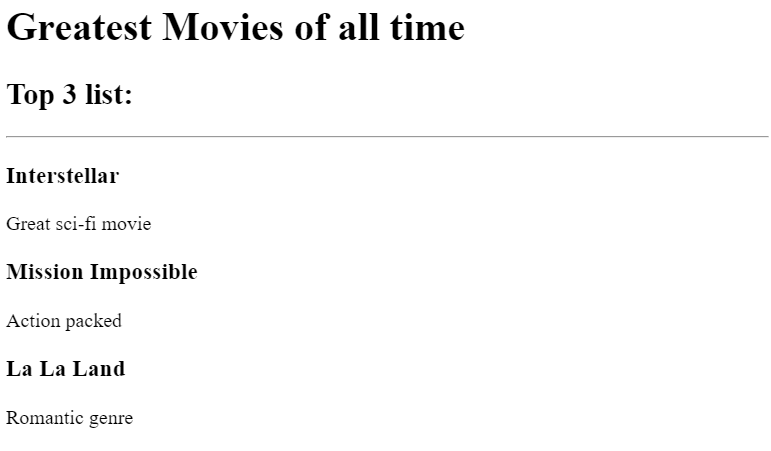 Greatest Movies of all time
Top 3 list:
Interstellar
Great sci-fi movie
Mission Impossible
Action packed
La La Land
Romantic genre